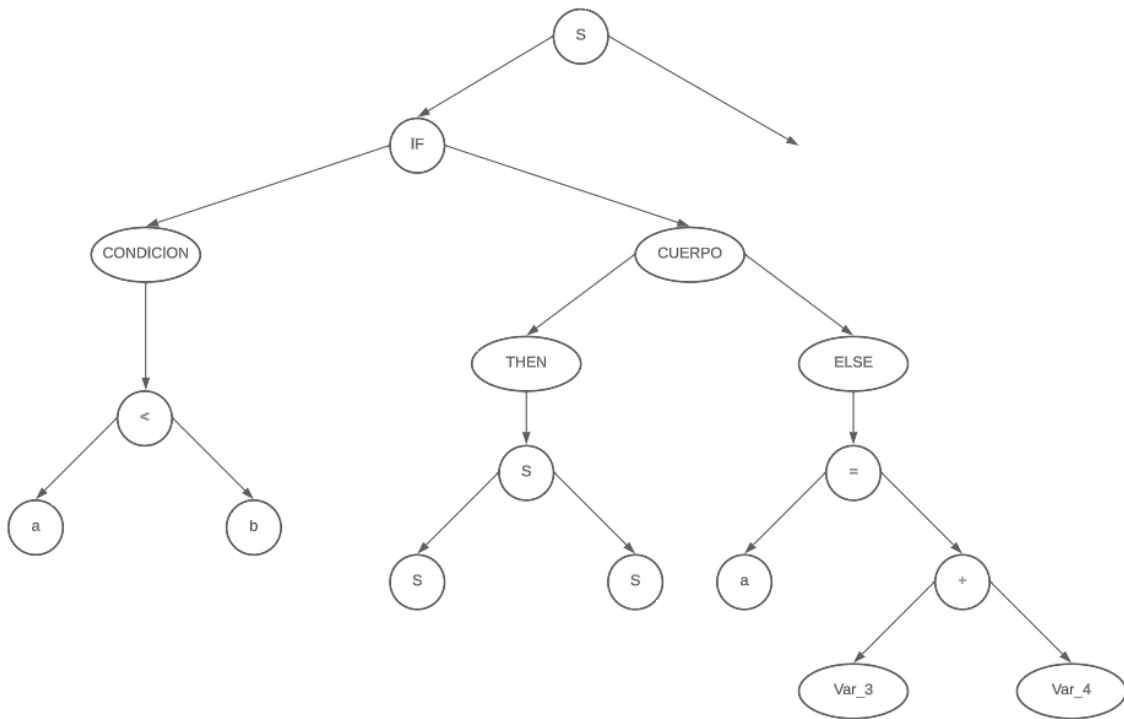 S
IF
CONDICION
CUERPO
THEN
ELSE
<
S
=
a
b
S
S
a
+
Var_3
Var_4